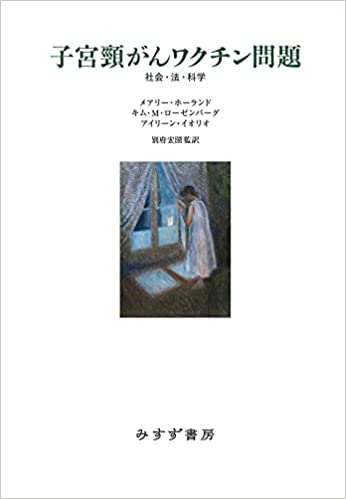 子宮頸がんワクチン問題
社会・法・科学
メアリー・ホーランド
キム・M・ローゼンバーグ
アイリーン・イオリオ
別府宏圀 監訳
みすず書房